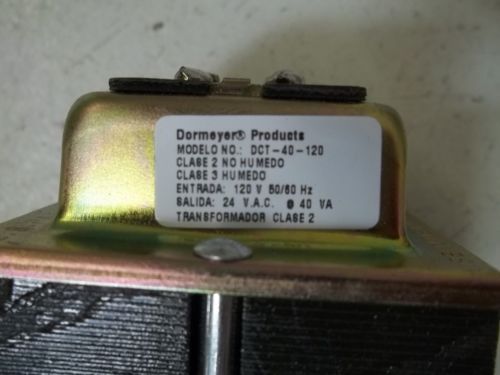 Dormeyer® Products
MODELO NO.: DCT-40-120
CLASE 2 NO HUMEDO
CLASE 3 HUMEDO
ENTRADA: 120 V 50/60 Hz
SALIDA: 24 V.A.C. @ 40 VA
TRANSFORMADOR CLASE 2